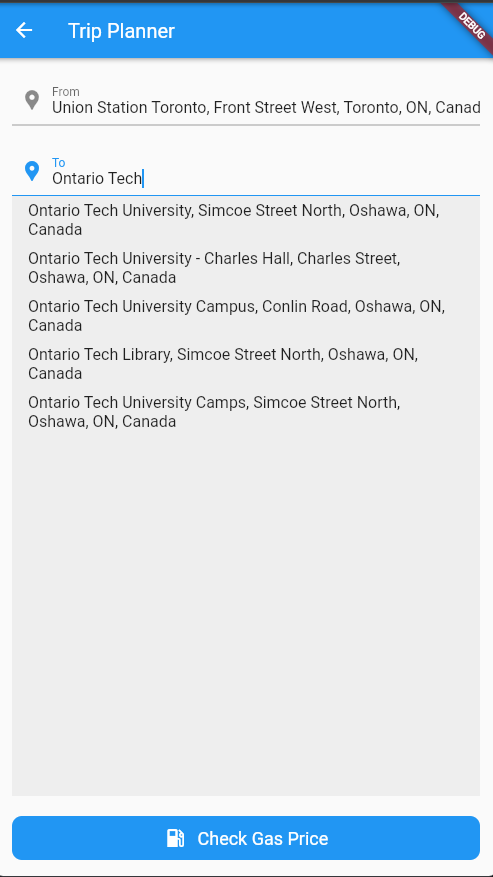 Trip Planner
DEBUG
From
Union Station Toronto, Front Street West, Toronto, ON, Canad
To
Ontario Tech
Ontario Tech University, Simcoe Street North, Oshawa, ON,
Canada
Ontario Tech University - Charles Hall, Charles Street,
Oshawa, ON, Canada
Ontario Tech University Campus, Conlin Road, Oshawa, ON,
Canada
Ontario Tech Library, Simcoe Street North, Oshawa, ON,
Canada
Ontario Tech University Camps, Simcoe Street North,
Oshawa, ON, Canada
Check Gas Price